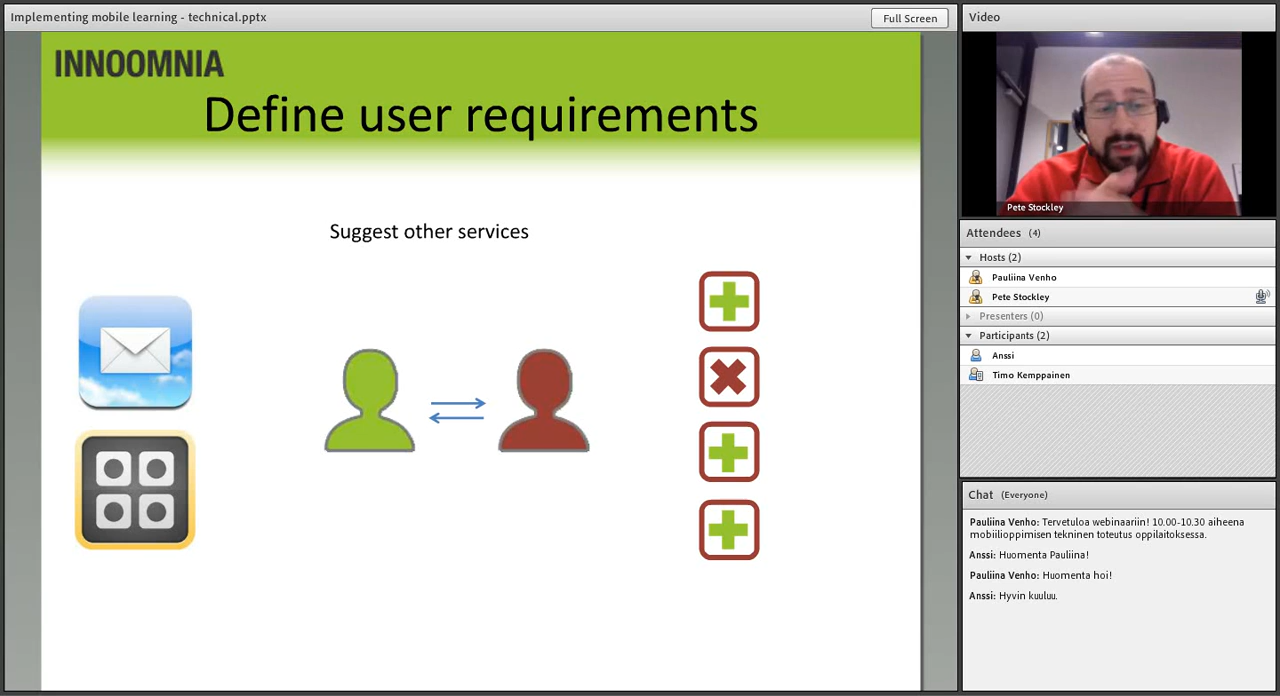 Implementing mobile learning - technical.pptx
Full Screen
INNOOMNIA
Define user requirements
Suggest other services
Video
Pete Stockley
Attendees (4)
Hosts (2)
Pauliina Venho
Pete Stockley
Presenters (0)
Participants (2)
Anssi
Timo Kemppainen
Chat (Everyone)
Pauliina Venho: Tervetuloa webinaariin! 10.00-10.30 aiheena
mobiilioppimisen tekninen toteutus oppilaitoksessa.
Anssi: Huomenta Pauliina!
Pauliina Venho: Huomenta hoi!
Anssi: Hyvin kuuluu.